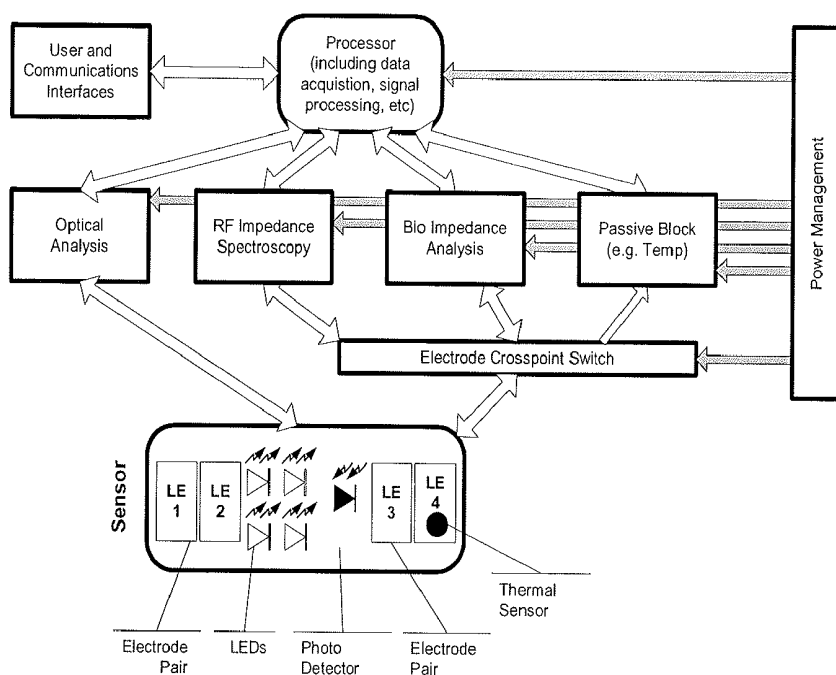 User and
Communications
Interfaces
Processor
(including data
acquistion, signal
processing, etc)
Power Management
Optical
Analysis
RF Impedance
Spectroscopy
Bio Impedance
Analysis
Passive Block
(e.g. Temp)
Electrode Crosspoint Switch
Sensor
LE
1
LE
2
LE
3
LE
4
Thermal
Sensor
Electrode
Pair
LEDs
Photo
Detector
Electrode
Pair